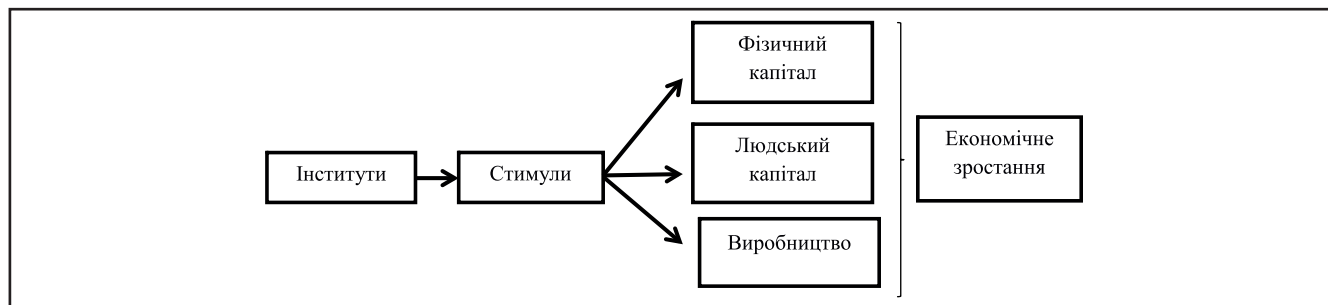 Інститути
Стимули
Фізичний
капітал
Людський
капітал
Виробництво
Економічне
зростання